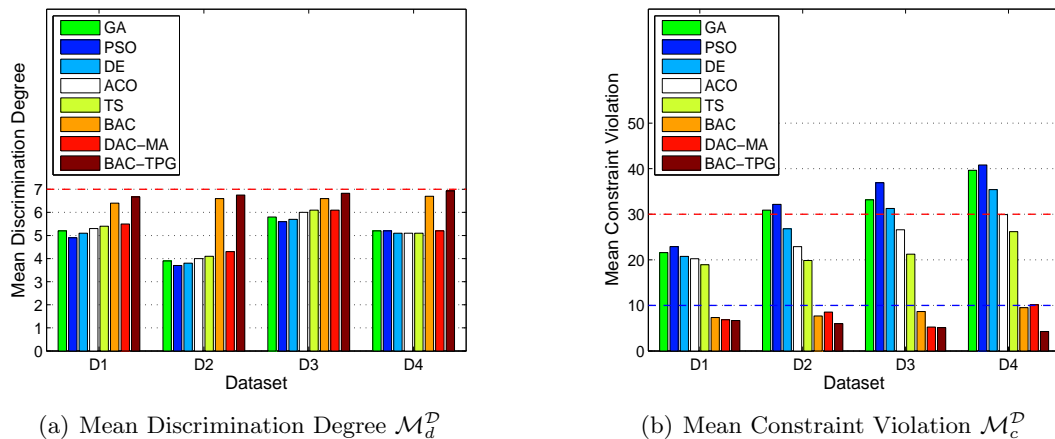 GA
PSO
DE
ACO
TS
BAC
DAC−MA
BAC−TPG
Mean Discrimination Degree
7
6
5
4
3
2
1
0
D1 D2 D3 D4
Dataset
(a) Mean Discrimination Degree $\mathcal{M}_d^{\mathcal{D}}$
GA
PSO
DE
ACO
TS
BAC
DAC−MA
BAC−TPG
Mean Constraint Violation
50
40
30
20
10
0
D1 D2 D3 D4
Dataset
(b) Mean Constraint Violation $\mathcal{M}_c^{\mathcal{D}}$